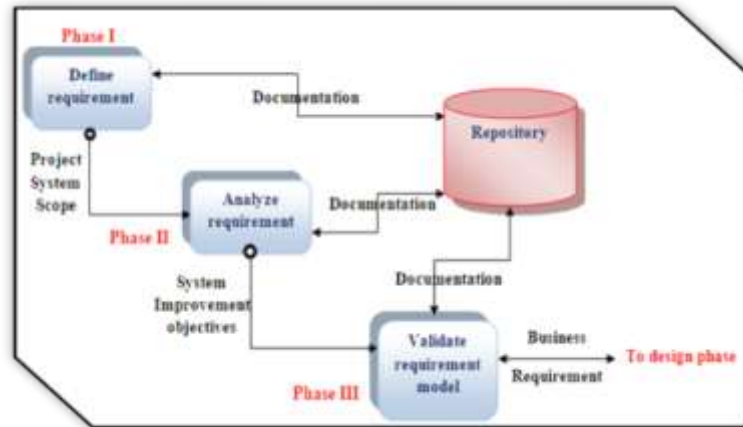 Phase I
Define
requirement
Documentation
Repository
Project
System
Scope
Analyze
requirement
Documentation
Phase II
System
Improvement
objectives
Documentation
Validate
requirement
model
Business
Requirement
To design phase
Phase III